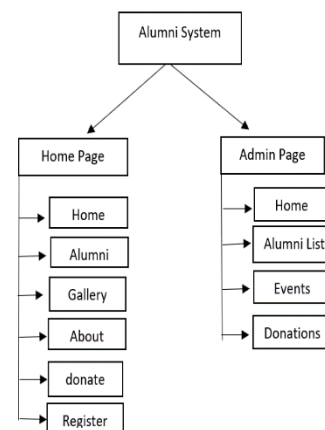 Alumni System
Home Page
Home
Alumni
Gallery
About
donate
Register
Admin Page
Home
Alumni List
Events
Donations